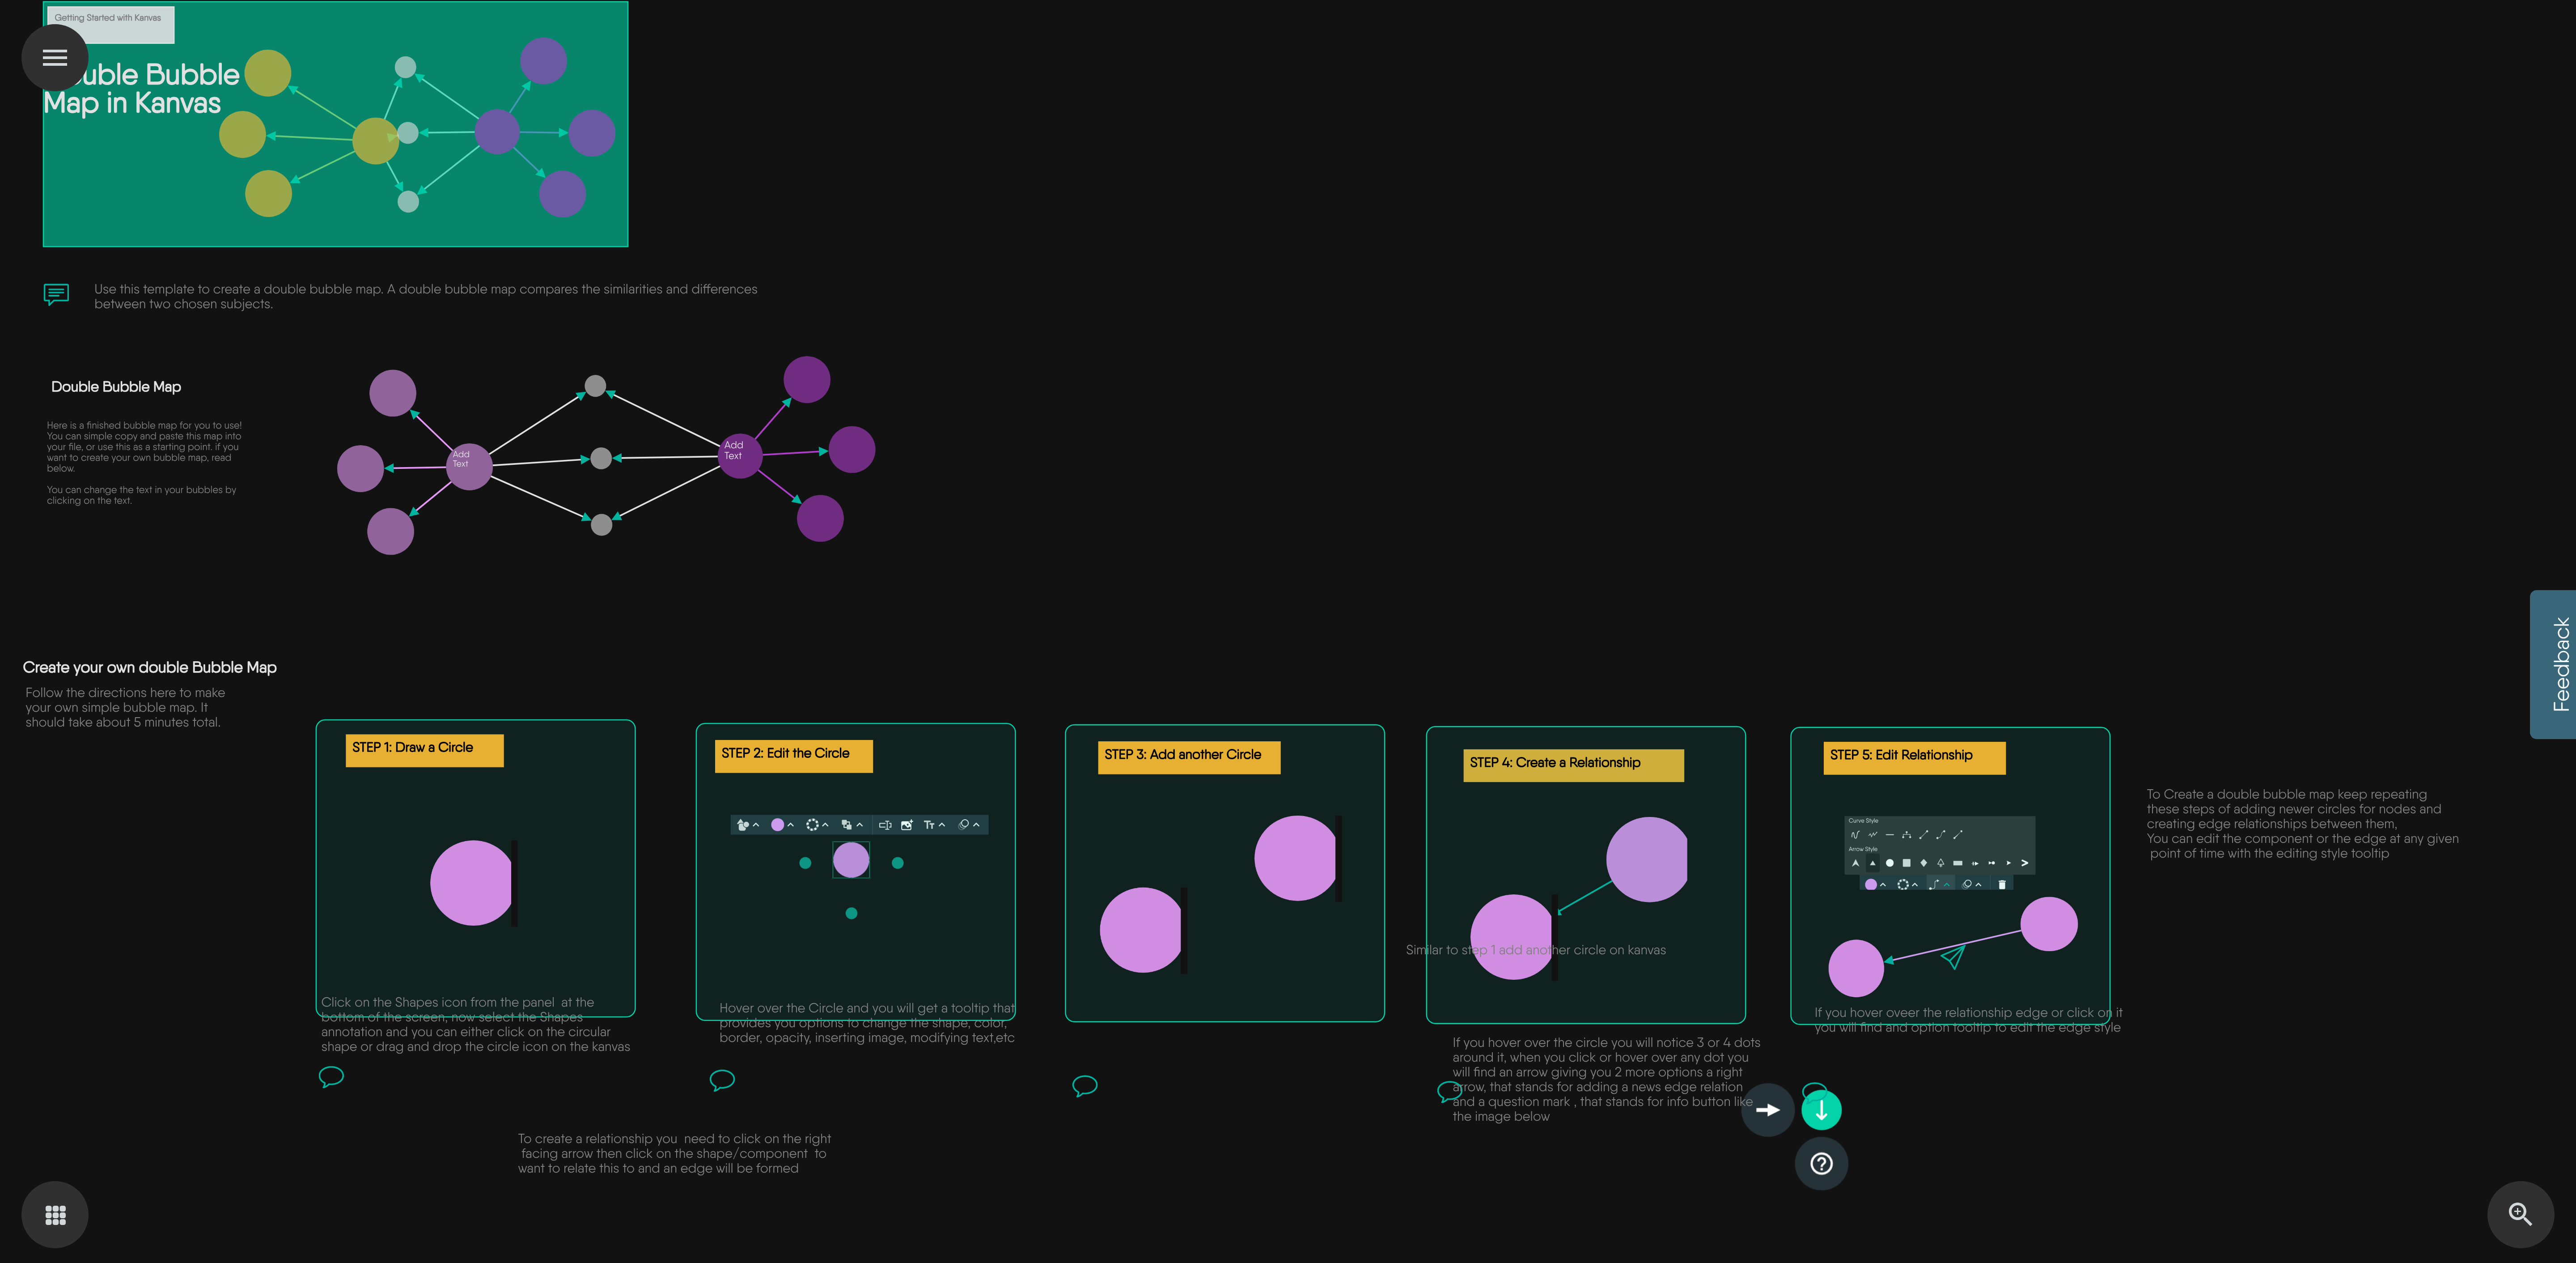 Getting Started with Kanvas
uble Bubble
Map in Kanvas
Use this template to create a double bubble map. A double bubble map compares the similarities and differences
between two chosen subjects.
Double Bubble Map
Here is a finished bubble map for you to use!
You can simple copy and paste this map into
your file, or use this as a starting point. if you
want to create your own bubble map, read
below.
You can change the text in your bubbles by
clicking on the text.
Add
Text
Add
Text
Create your own double Bubble Map
Follow the directions here to make
your own simple bubble map. It
should take about 5 minutes total.
STEP 1: Draw a Circle
Click on the Shapes icon from the panel  at the
bottom of the screen, now select the Shapes
annotation and you can either click on the circular
shape or drag and drop the circle icon on the kanvas
STEP 2: Edit the Circle
Tт
Hover over the Circle and you will get a tooltip that
provides you options to change the shape, color,
border, opacity, inserting image, modifying text,etc
STEP 3: Add another Circle
STEP 4: Create a Relationship
Similar to step 1 add another circle on kanvas
If you hover over the circle you will notice 3 or 4 dots
around it, when you click or hover over any dot you
will find an arrow giving you 2 more options a right
arrow, that stands for adding a news edge relation
and a question mark , that stands for info button like
the image below
STEP 5: Edit Relationship
Curve Style
Arrow Style
If you hover oveer the relationship edge or click on it
you will find and option tooltip to edit the edge style
To Create a double bubble map keep repeating
these steps of adding newer circles for nodes and
creating edge relationships between them,
You can edit the component or the edge at any given
point of time with the editing style tooltip
To create a relationship you  need to click on the right
facing arrow then click on the shape/component  to
want to relate this to and an edge will be formed
Feedback